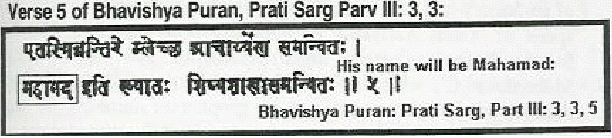 Verse 5 of Bhavishya Puran, Prati Sarg Parv III: 3, 3:
एतस्मिन्नन्तिरे म्लेच्छ आचार्य्येण समन्वितः ।
His name will be Mahamad:
महामद इति ख्यातः शिष्यशाखासमन्वितः ॥ ५ ॥
Bhavishya Puran: Prati Sarg, Part III: 3, 3, 5